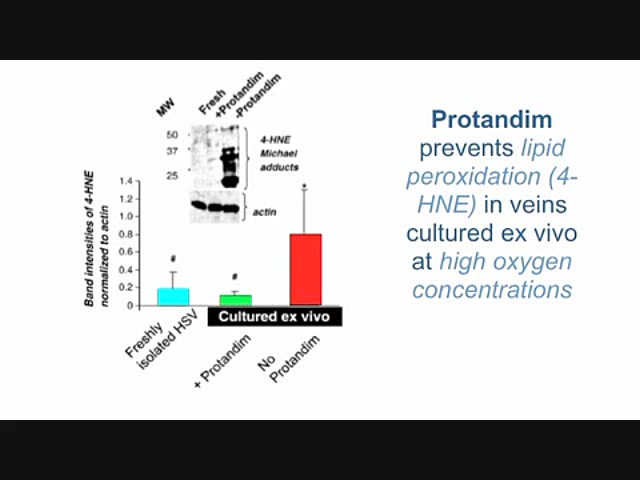 MW
Fresh
+Protandim
-Protandim
50
37
25
4-HNE
Michael
adducts
actin
Band intensities of 4-HNE
normalized to actin
1.4
1.2
1.0
0.8
0.6
0.4
0.2
0
#
#
*
Cultured ex vivo
Freshly
isolated HSV
+ Protandim
No
Protandim
Protandim
prevents lipid
peroxidation (4-
HNE) in veins
cultured ex vivo
at high oxygen
concentrations